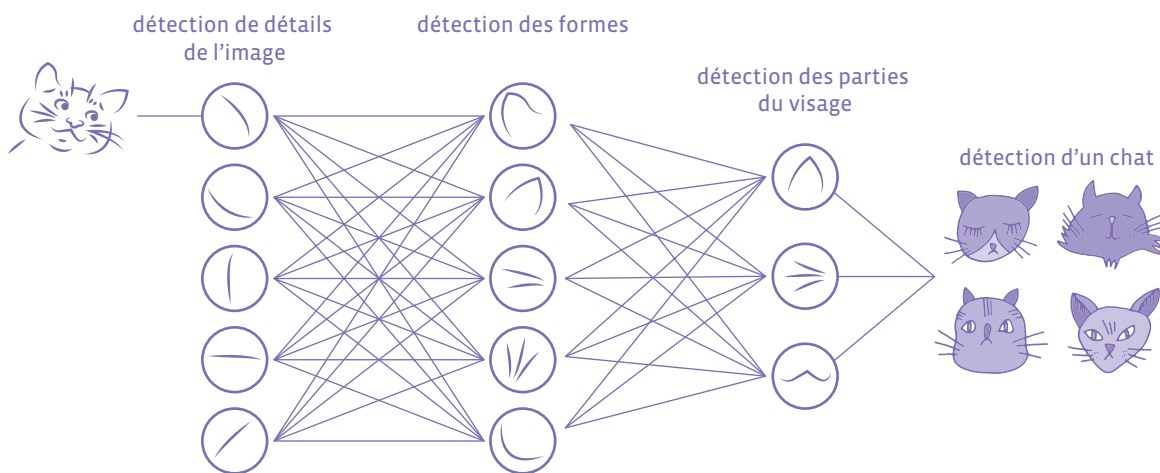 détection de détails
de l’image
détection des formes
détection des parties
du visage
détection d’un chat